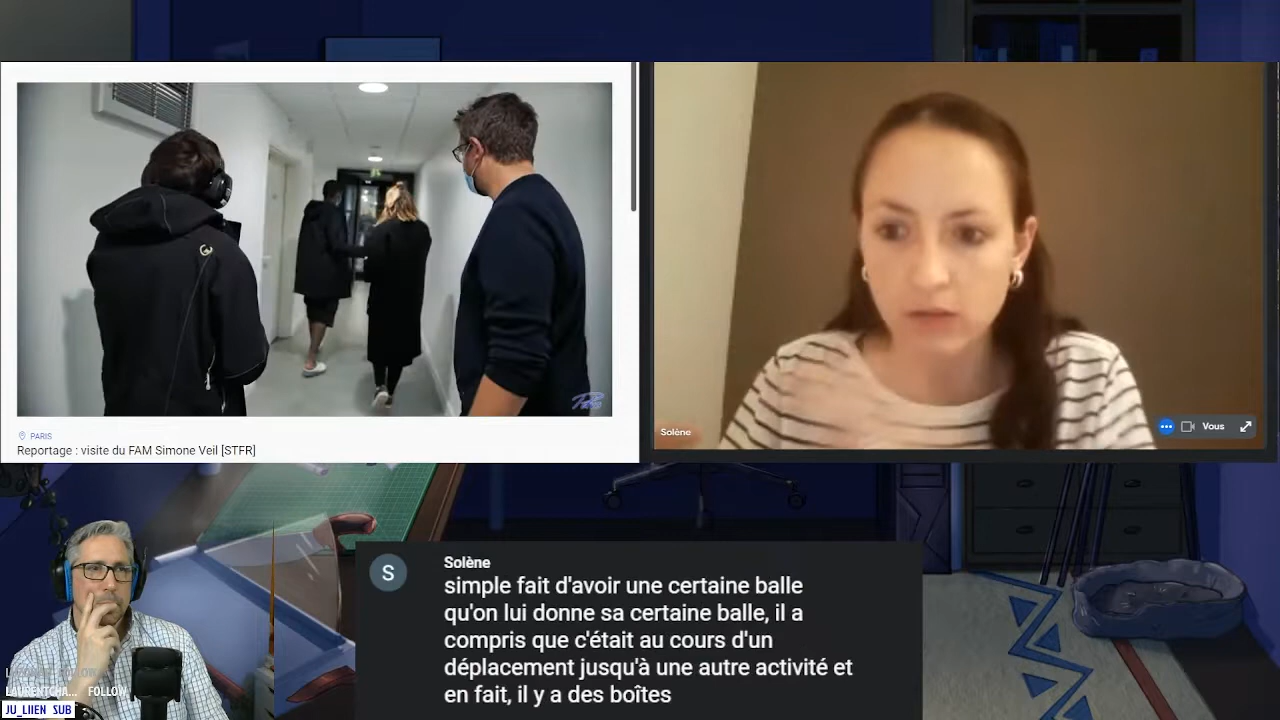 PARIS
Reportage : visite du FAM Simone Veil [STFR]
Solène
Vous
S
Solène
simple fait d'avoir une certaine balle
qu'on lui donne sa certaine balle, il a
compris que c'était au cours d'un
déplacement jusqu'à une autre activité et
en fait, il y a des boîtes
LAURENTCHA... FOLLOW
JU_LIIEN SUB